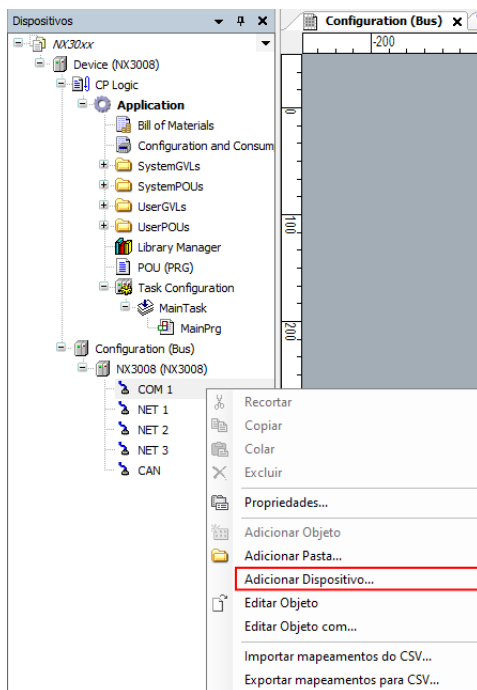 Dispositivos
Configuration (Bus)
NX30xx
-200
Device (NX3008)
CP Logic
Application
Bill of Materials
Configuration and Consum
SystemGVLs
SystemPOUs
UserGVLs
UserPOUs
Library Manager
POU (PRG)
Task Configuration
MainTask
MainPrg
Configuration (Bus)
NX3008 (NX3008)
COM 1
NET 1
NET 2
NET 3
CAN
0
100
200
Recortar
Copiar
Colar
Excluir
Propriedades...
Adicionar Objeto
Adicionar Pasta...
Adicionar Dispositivo...
Editar Objeto
Editar Objeto com...
Importar mapeamentos do CSV...
Exportar mapeamentos para CSV...